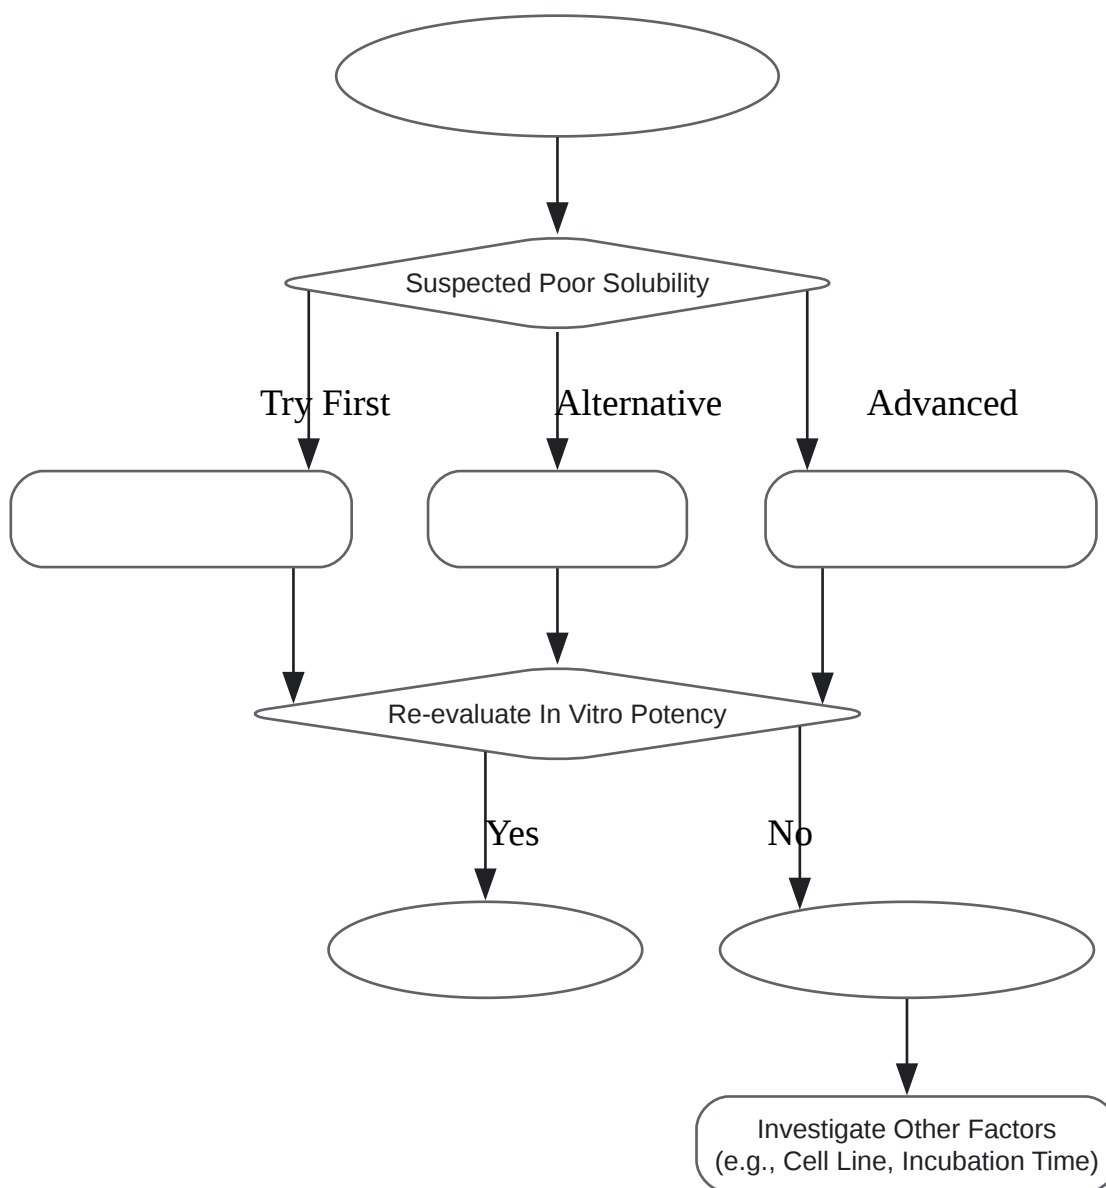 Suspected Poor Solubility
Try First
Alternative
Advanced
Re-evaluate In Vitro Potency
Yes
No
Investigate Other Factors
(e.g., Cell Line, Incubation Time)